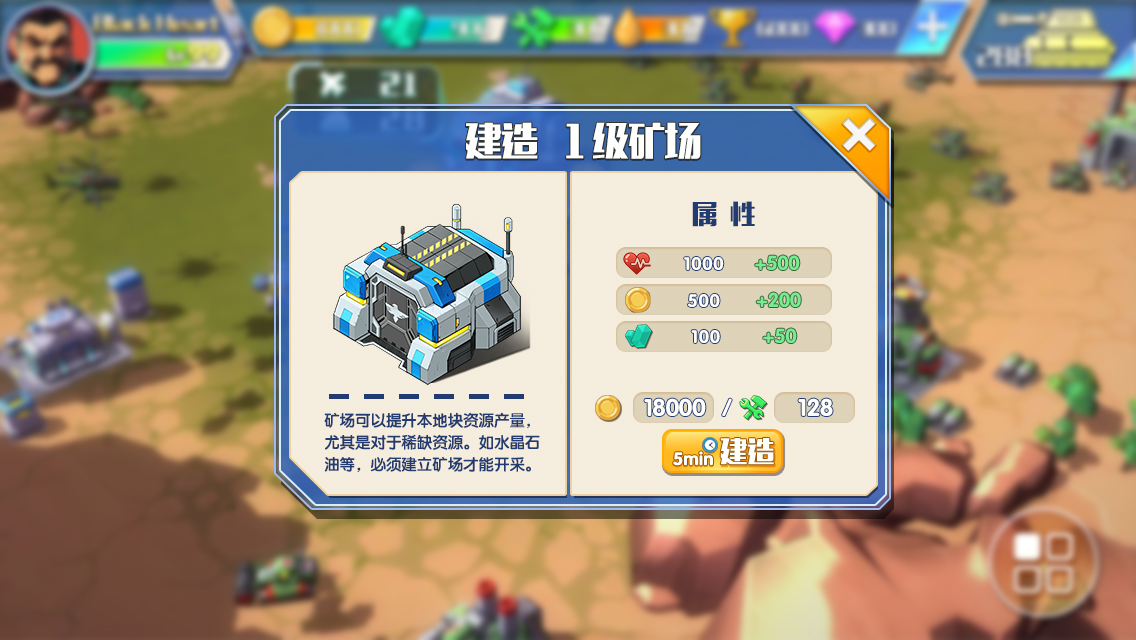 21
建造 1级矿场
属性
1000 +500
500 +200
100 +50
矿场可以提升本地块资源产量，
尤其是对于稀缺资源。如水晶石
油等，必须建立矿场才能开采。
18000 / 128
5min 建造